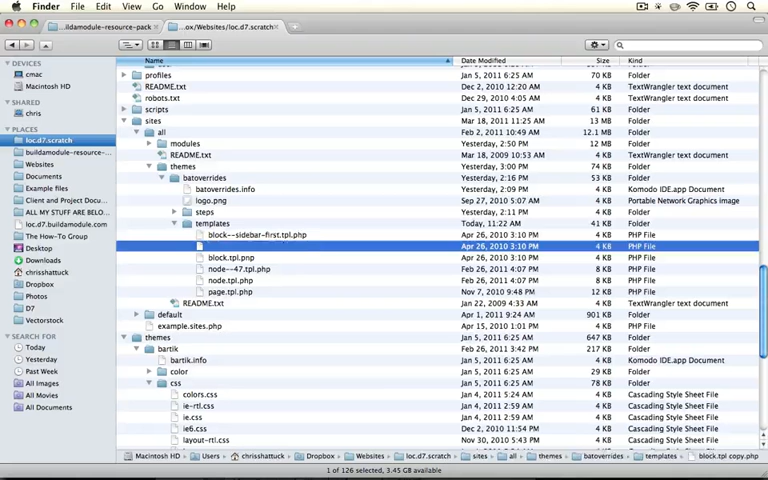 Finder File Edit View Go Window Help
...ildamodule-resource-pack ...ox/Websites/loc.d7.scratch
Name Date Modified Size Kind
DEVICES
cmac
Macintosh HD
SHARED
chris
PLACES
loc.d7.scratch
buildamodule-resource-...
Websites
Documents
Example files
Client and Project Docu...
ALL MY STUFF ARE BELO...
loc.d7.buildamodule.com
The How-To Group
Desktop
Downloads
chrisshattuck
Dropbox
Photos
D7
Vectorstock
SEARCH FOR
Today
Yesterday
Past Week
All Images
All Movies
All Documents
profiles Jan 5, 2011 6:25 AM 70 KB Folder
README.txt Dec 2, 2010 12:20 AM 4 KB TextWrangler text document
robots.txt Dec 29, 2010 4:05 AM 4 KB TextWrangler text document
scripts Jan 5, 2011 6:25 AM 61 KB Folder
sites Mar 18, 2011 11:25 AM 13 MB Folder
all Feb 2, 2011 10:49 AM 12.1 MB Folder
modules Yesterday, 2:50 PM 12 MB Folder
README.txt Mar 18, 2009 10:53 AM 4 KB TextWrangler text document
themes Yesterday, 3:00 PM 74 KB Folder
batoverrides Yesterday, 2:16 PM 53 KB Folder
batoverrides.info Yesterday, 2:09 PM 4 KB Komodo IDE.app Document
logo.png Sep 27, 2010 5:07 AM 4 KB Portable Network Graphics image
steps Yesterday, 2:11 PM 4 KB Folder
templates Today, 11:22 AM 41 KB Folder
block--sidebar-first.tpl.php Apr 26, 2010 3:10 PM 4 KB PHP File
Apr 26, 2010 3:10 PM 4 KB PHP File
block.tpl.php Apr 26, 2010 3:10 PM 4 KB PHP File
node--47.tpl.php Feb 26, 2011 4:07 PM 8 KB PHP File
node.tpl.php Feb 26, 2011 4:07 PM 8 KB PHP File
page.tpl.php Nov 7, 2010 9:48 PM 12 KB PHP File
README.txt Jan 22, 2009 4:33 AM 4 KB TextWrangler text document
default Apr 1, 2011 9:24 AM 901 KB Folder
example.sites.php Apr 15, 2010 1:01 PM 4 KB PHP File
themes Jan 5, 2011 6:25 AM 647 KB Folder
bartik Feb 26, 2011 3:42 PM 217 KB Folder
bartik.info Jan 5, 2011 6:25 AM 4 KB Komodo IDE.app Document
color Jan 5, 2011 6:25 AM 29 KB Folder
css Jan 5, 2011 6:25 AM 78 KB Folder
colors.css Jan 4, 2011 5:24 AM 4 KB Cascading Style Sheet File
ie-rtl.css Jan 4, 2011 2:59 AM 4 KB Cascading Style Sheet File
ie.css Jan 4, 2011 2:59 AM 4 KB Cascading Style Sheet File
ie6.css Dec 2, 2010 11:54 PM 4 KB Cascading Style Sheet File
layout-rtl.css Nov 30, 2010 5:54 PM 4 KB Cascading Style Sheet File
Macintosh HD Users chrisshattuck Dropbox Websites loc.d7.scratch sites all themes batoverrides templates block.tpl copy.php
1 of 126 selected, 3.45 GB available